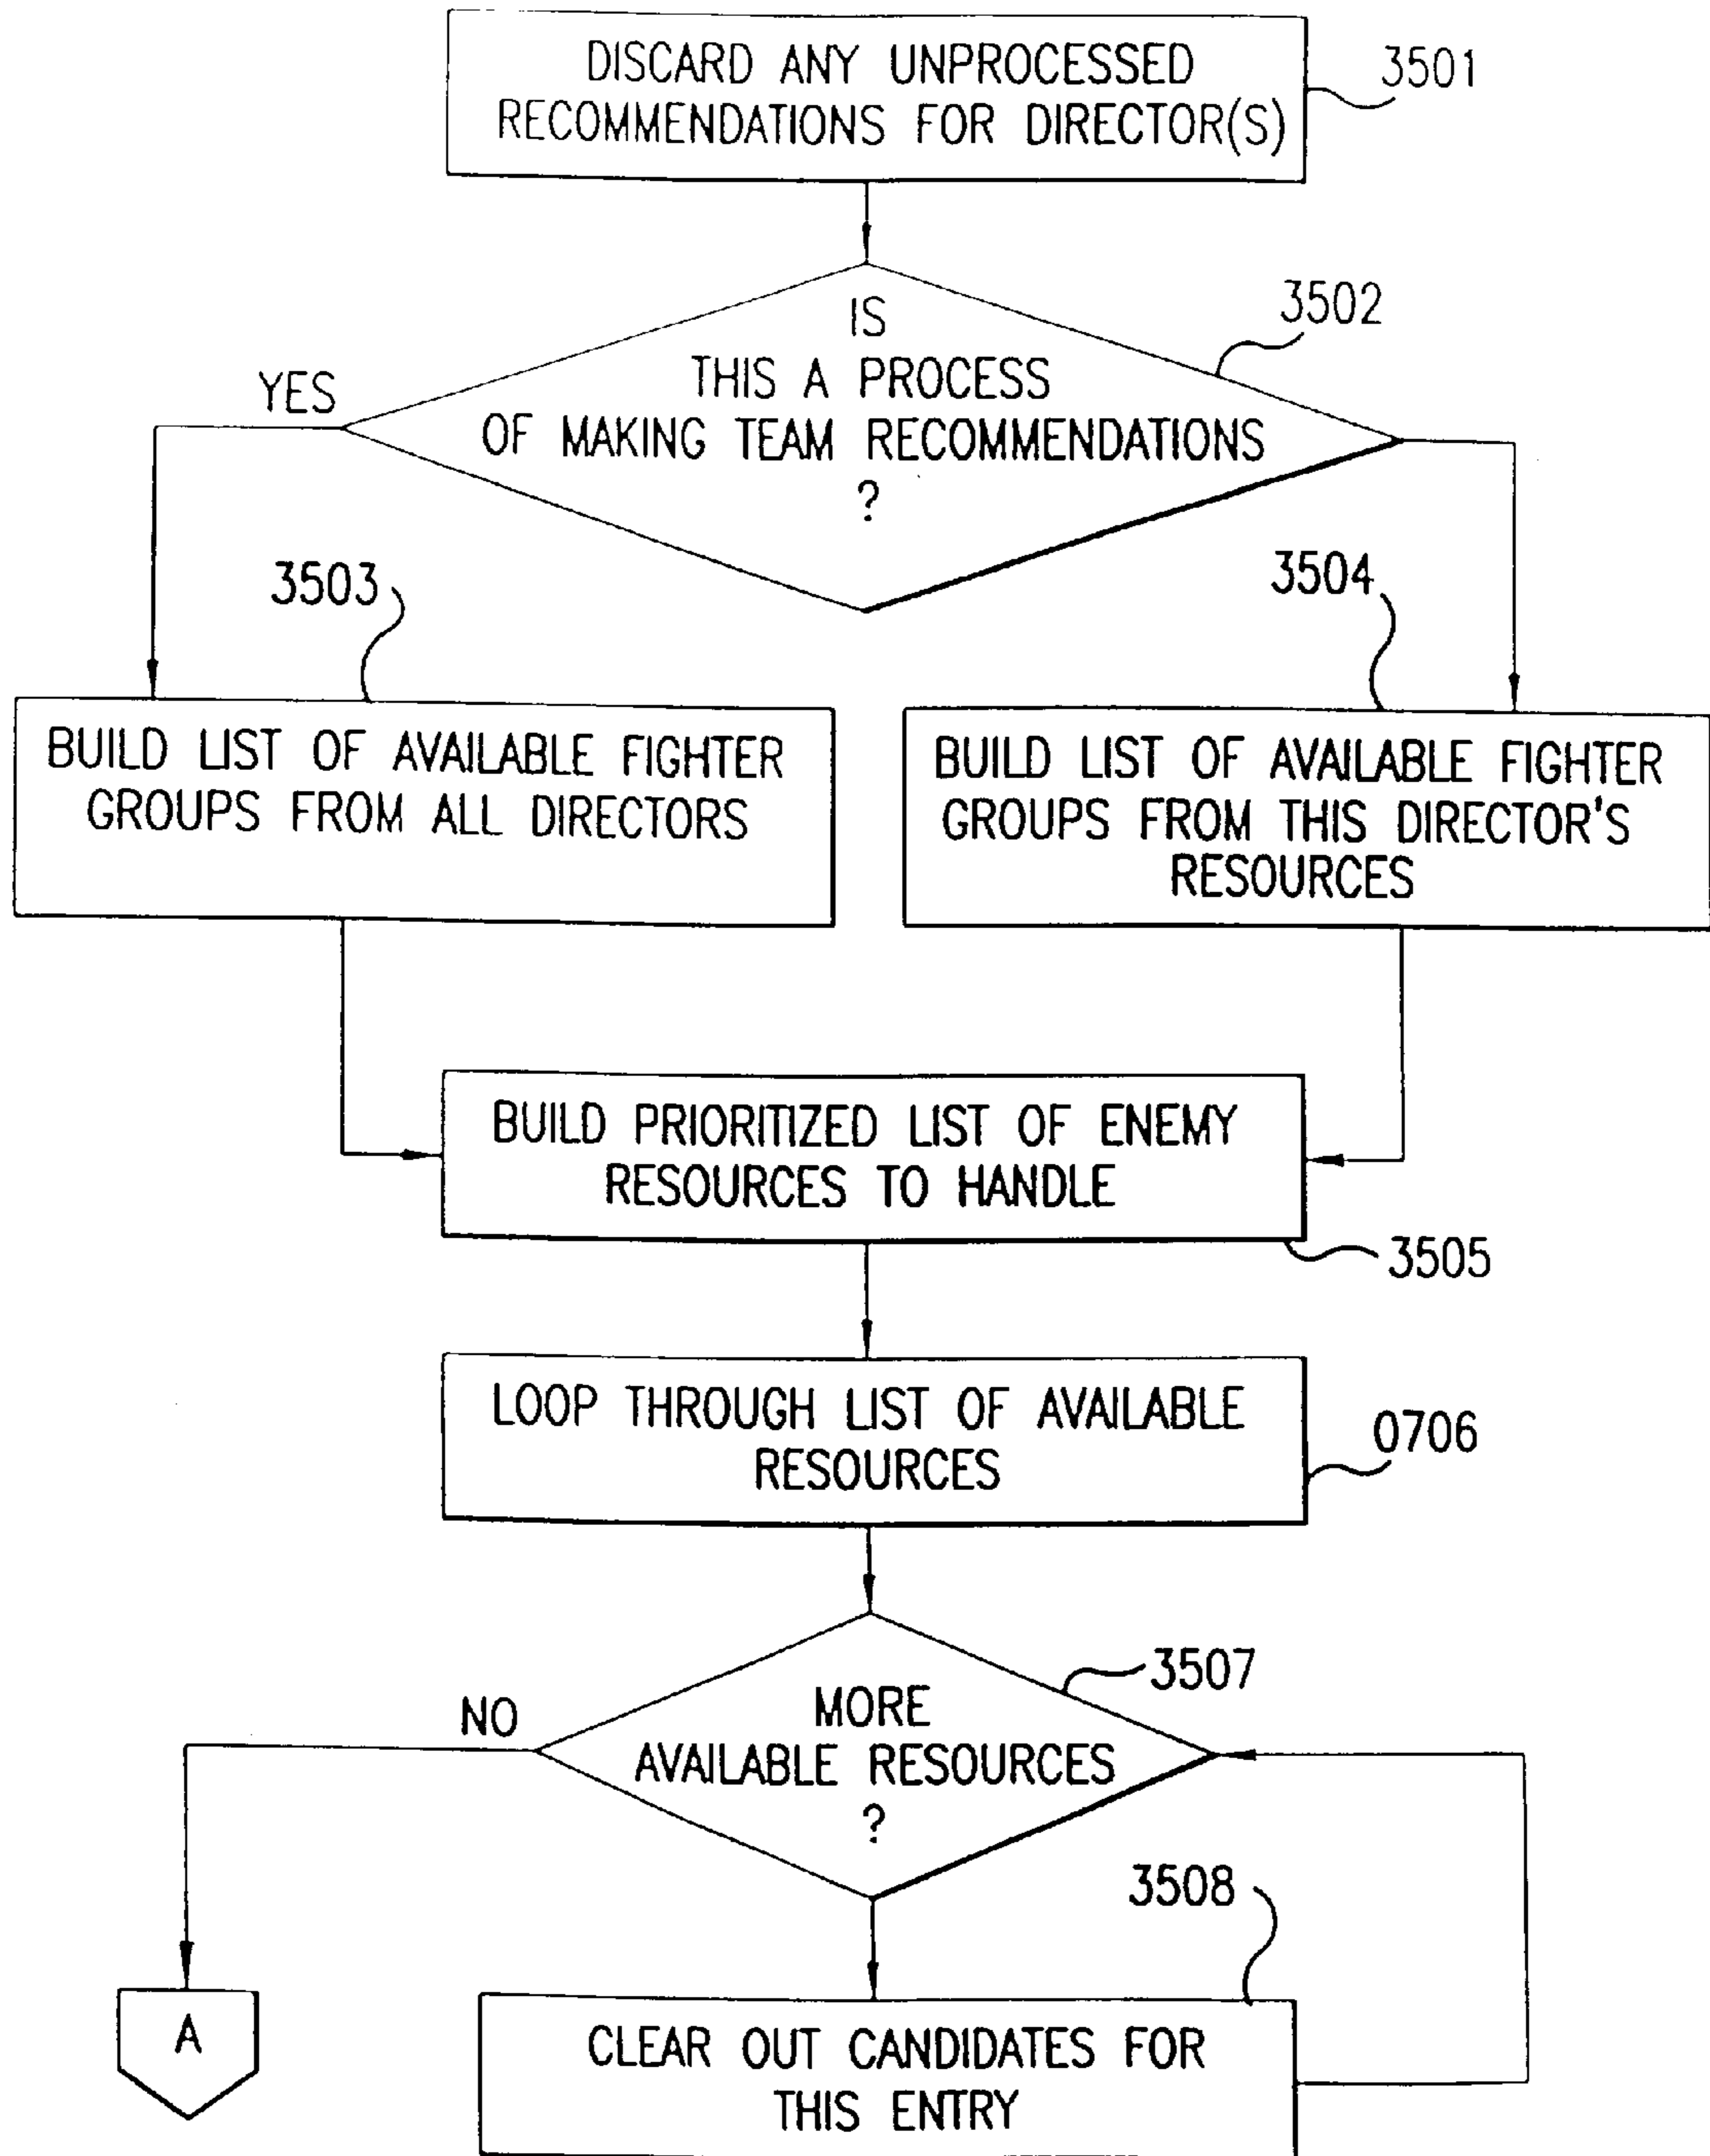 DISCARD ANY UNPROCESSED
RECOMMENDATIONS FOR DIRECTOR(S)
3501
IS
THIS A PROCESS
OF MAKING TEAM RECOMMENDATIONS
?
3502
YES
3503
3504
BUILD LIST OF AVAILABLE FIGHTER
GROUPS FROM ALL DIRECTORS
BUILD LIST OF AVAILABLE FIGHTER
GROUPS FROM THIS DIRECTOR'S
RESOURCES
BUILD PRIORITIZED LIST OF ENEMY
RESOURCES TO HANDLE
3505
LOOP THROUGH LIST OF AVAILABLE
RESOURCES
0706
3507
NO
MORE
AVAILABLE RESOURCES
?
3508
A
CLEAR OUT CANDIDATES FOR
THIS ENTRY